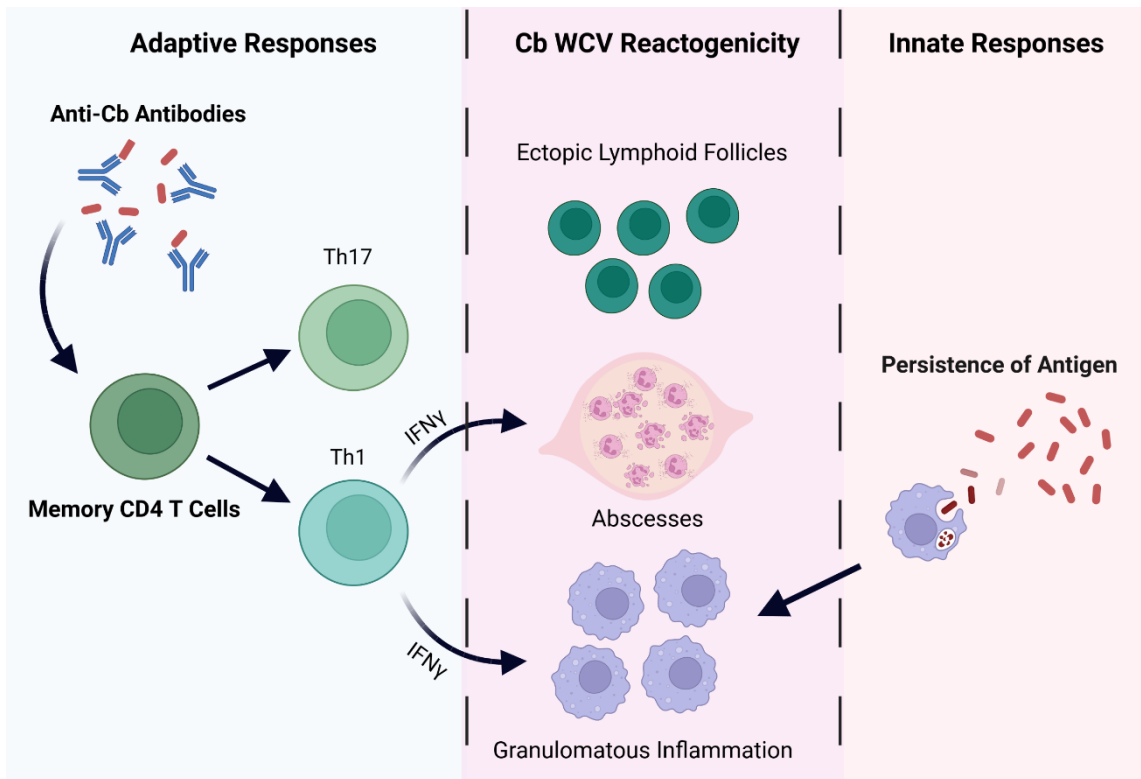 Adaptive Responses
Cb WCV Reactogenicity
Innate Responses
Anti-Cb Antibodies
Th17
Memory CD4 T Cells
Th1
IFNγ
IFNγ
Ectopic Lymphoid Follicles
Abscesses
Granulomatous Inflammation
Persistence of Antigen